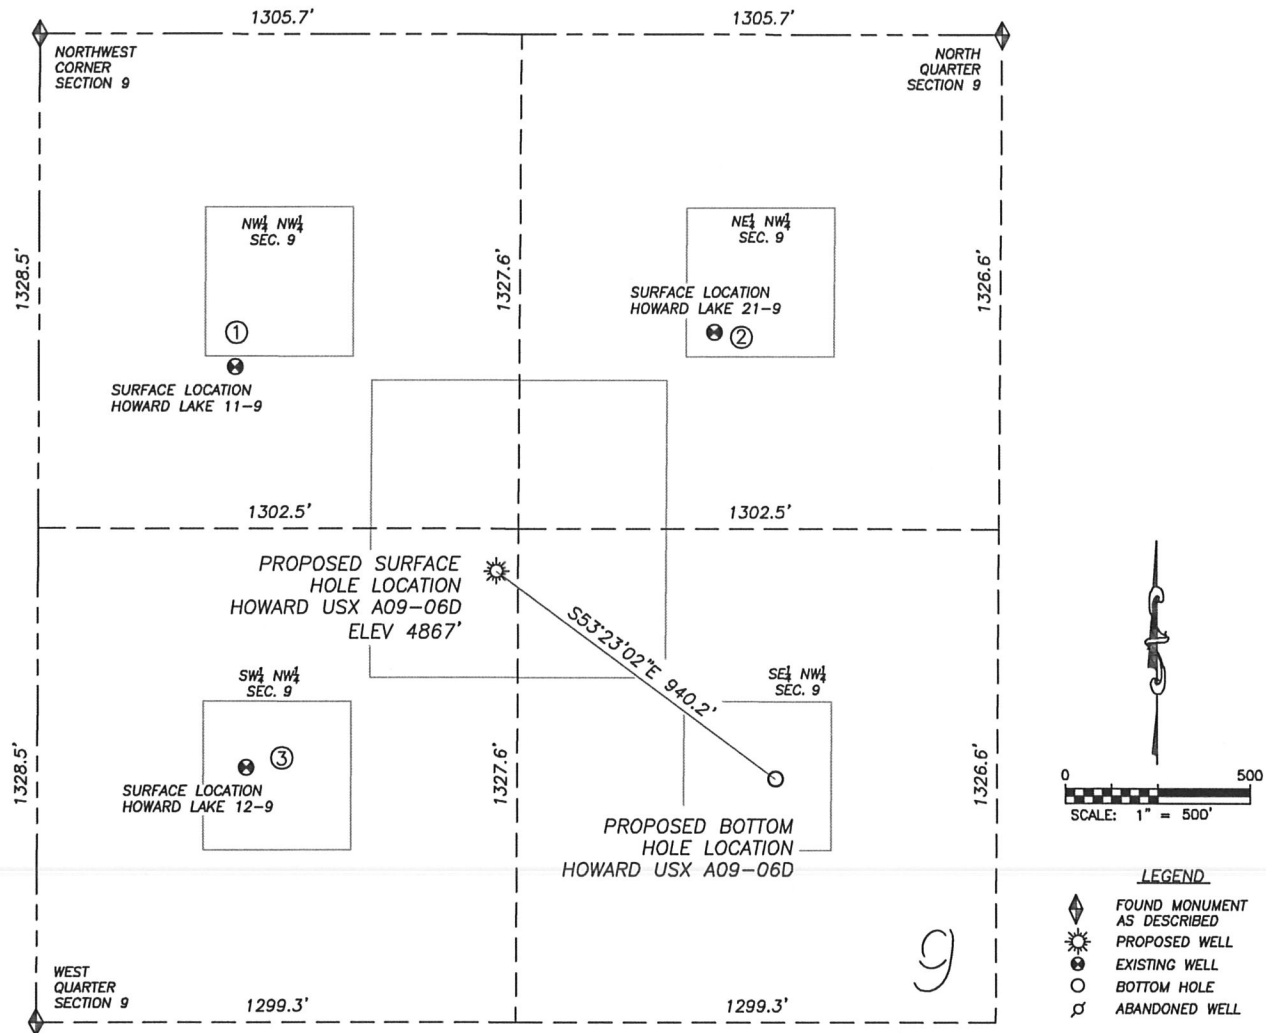 1305.7'
1305.7'
NORTHWEST
CORNER
SECTION 9
NORTH
QUARTER
SECTION 9
1328.5'
NW¼ NW¼
SEC. 9
1
SURFACE LOCATION
HOWARD LAKE 11-9
1327.6'
NE¼ NW¼
SEC. 9
SURFACE LOCATION
HOWARD LAKE 21-9
2
1326.6'
1302.5'
1302.5'
PROPOSED SURFACE
HOLE LOCATION
HOWARD USX A09-06D
ELEV 4867'
S53°23'02"E 940.2'
1328.5'
SW¼ NW¼
SEC. 9
3
SURFACE LOCATION
HOWARD LAKE 12-9
1327.6'
SE¼ NW¼
SEC. 9
PROPOSED BOTTOM
HOLE LOCATION
HOWARD USX A09-06D
1326.6'
WEST
QUARTER
SECTION 9
1299.3'
1299.3'
9
0 500
SCALE: 1" = 500'
LEGEND
FOUND MONUMENT
AS DESCRIBED
PROPOSED WELL
EXISTING WELL
BOTTOM HOLE
ABANDONED WELL